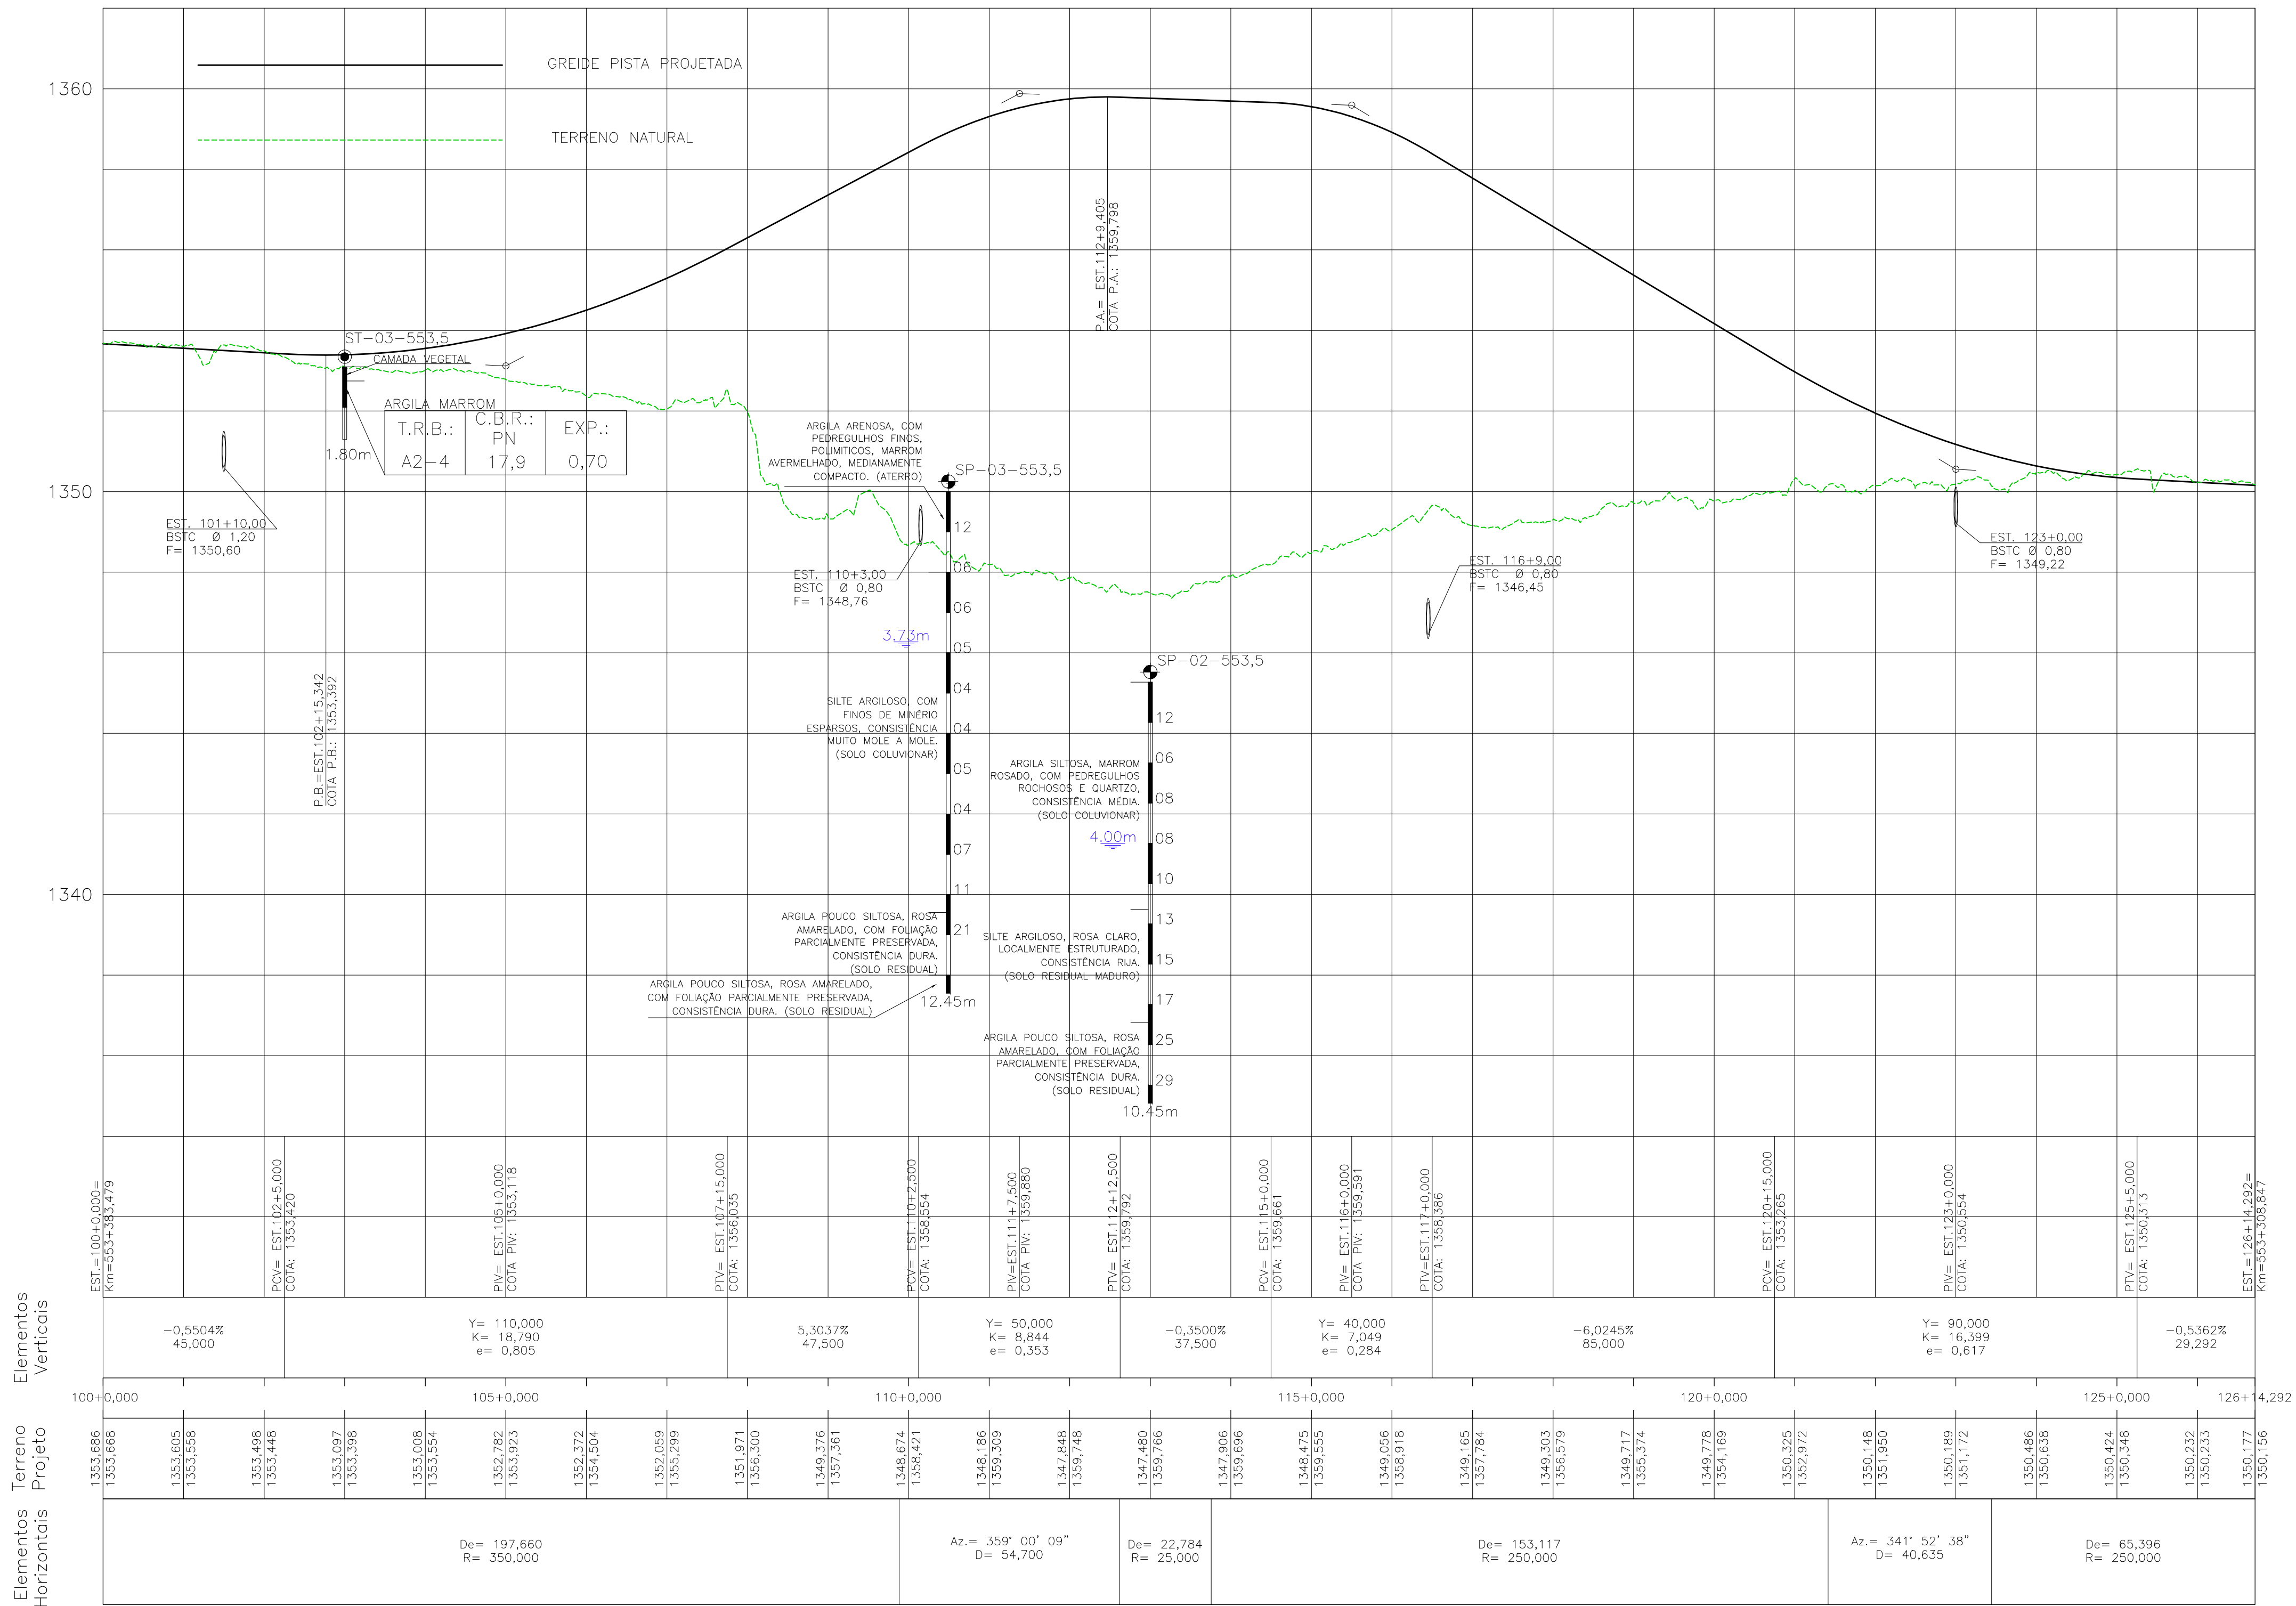 GREIDE PISTA PROJETADA
TERRENO NATURAL
1360
1350
1340
P.A.= EST.112+9,405
COTA P.A.: 1359,798
ST-03-553,5
CAMADA VEGETAL
ARGILA MARROM
T.R.B.:
C.B.R.:
PN
EXP.:
A2-4
17,9
0,70
1.80m
EST. 101+10,00
BSTC Ø 1,20
F= 1350,60
P.B.=EST.102+15,342
COTA P.B.: 1353,392
ARGILA ARENOSA, COM
PEDREGULHOS FINOS,
POLIMITICOS, MARROM
AVERMELHADO, MEDIANAMENTE
COMPACTO. (ATERRO)
SP-03-553,5
12
06
06
05
04
04
05
04
07
11
21
12.45m
EST. 110+3,00
BSTC Ø 0,80
F= 1348,76
3.73m
SILTE ARGILOSO, COM
FINOS DE MINÉRIO
ESPARSOS, CONSISTÊNCIA
MUITO MOLE A MOLE.
(SOLO COLUVIONAR)
ARGILA POUCO SILTOSA, ROSA
AMARELADO, COM FOLIAÇÃO
PARCIALMENTE PRESERVADA,
CONSISTÊNCIA DURA.
(SOLO RESIDUAL)
ARGILA POUCO SILTOSA, ROSA AMARELADO,
COM FOLIAÇÃO PARCIALMENTE PRESERVADA,
CONSISTÊNCIA DURA. (SOLO RESIDUAL)
SP-02-553,5
12
06
08
08
10
13
15
17
25
29
10.45m
ARGILA SILTOSA, MARROM
ROSADO, COM PEDREGULHOS
ROCHOSOS E QUARTZO,
CONSISTÊNCIA MÉDIA.
(SOLO COLUVIONAR)
4.00m
SILTE ARGILOSO, ROSA CLARO,
LOCALMENTE ESTRUTURADO,
CONSISTÊNCIA RIJA.
(SOLO RESIDUAL MADURO)
ARGILA POUCO SILTOSA, ROSA
AMARELADO, COM FOLIAÇÃO
PARCIALMENTE PRESERVADA,
CONSISTÊNCIA DURA.
(SOLO RESIDUAL)
EST. 116+9,00
BSTC Ø 0,80
F= 1346,45
EST. 123+0,00
BSTC Ø 0,80
F= 1349,22
EST.=100+0,000=
Km=553+383,479
PCV= EST.102+5,000
COTA: 1353,420
PIV= EST.105+0,000
COTA PIV: 1353,118
PTV= EST.107+15,000
COTA: 1356,035
PCV= EST.110+2,500
COTA: 1358,554
PIV=EST.111+7,500
COTA PIV: 1359,880
PTV= EST.112+12,500
COTA: 1359,792
PCV= EST.115+0,000
COTA: 1359,661
PIV= EST.116+0,000
COTA PIV: 1359,591
PTV=EST.117+0,000
COTA: 1358,386
PCV= EST.120+15,000
COTA: 1353,265
PIV= EST.123+0,000
COTA: 1350,554
PTV= EST.125+5,000
COTA: 1350,313
EST.=126+14,292=
Km=553+308,847
Elementos
Verticais
-0,5504%
45,000
Y= 110,000
K= 18,790
e= 0,805
5,3037%
47,500
Y= 50,000
K= 8,844
e= 0,353
-0,3500%
37,500
Y= 40,000
K= 7,049
e= 0,284
-6,0245%
85,000
Y= 90,000
K= 16,399
e= 0,617
-0,5362%
29,292
100+0,000
105+0,000
110+0,000
115+0,000
120+0,000
125+0,000
126+14,292
Terreno
Projeto
1353,686
1353,668
1353,605
1353,558
1353,498
1353,448
1353,097
1353,398
1353,008
1353,554
1352,782
1353,923
1352,372
1354,504
1352,059
1355,299
1351,971
1356,300
1349,376
1357,361
1348,674
1358,421
1348,186
1359,309
1347,848
1359,748
1347,480
1359,766
1347,906
1359,696
1348,475
1359,555
1349,056
1358,918
1349,165
1357,784
1349,303
1356,579
1349,717
1355,374
1349,778
1354,169
1350,325
1352,972
1350,148
1351,950
1350,189
1351,172
1350,486
1350,638
1350,424
1350,348
1350,232
1350,233
1350,177
1350,156
Elementos
Horizontais
De= 197,660
R= 350,000
Az.= 359° 00' 09"
D= 54,700
De= 22,784
R= 25,000
De= 153,117
R= 250,000
Az.= 341° 52' 38"
D= 40,635
De= 65,396
R= 250,000